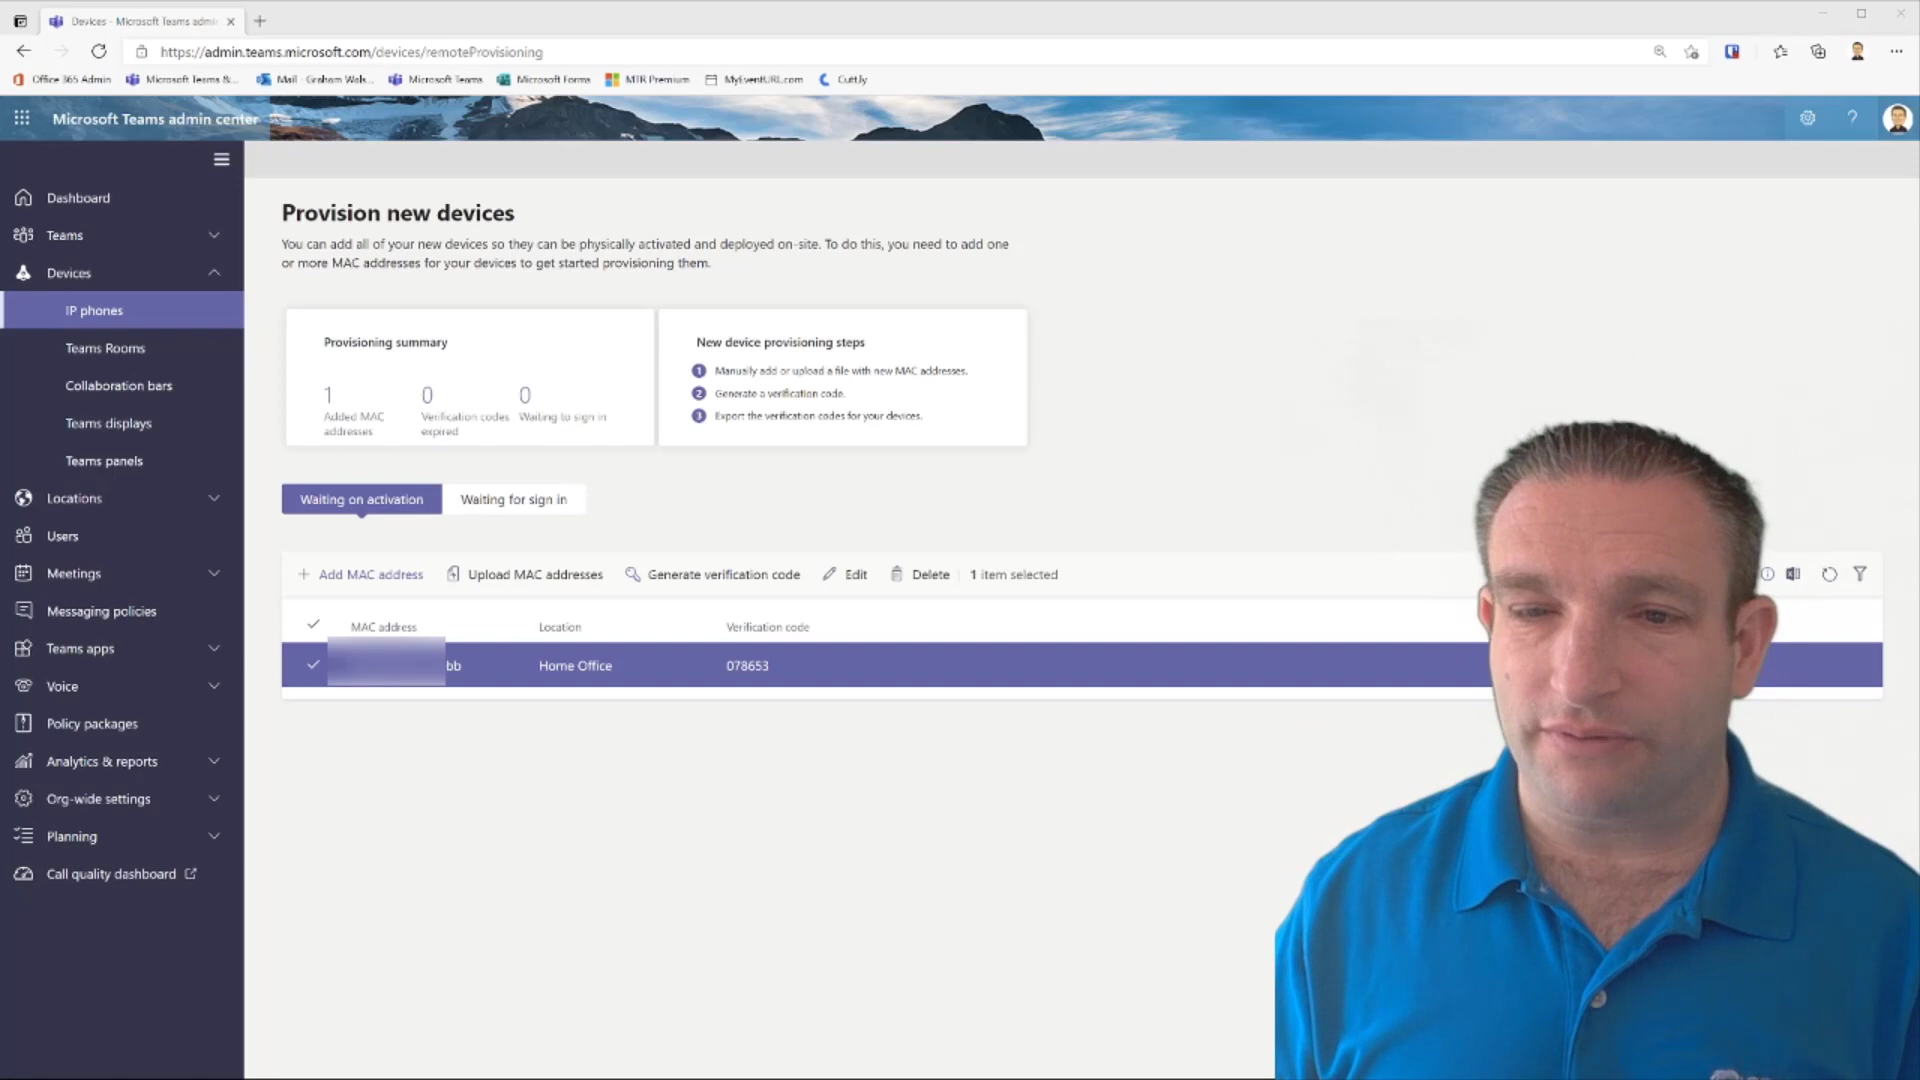 Devices - Microsoft Teams admi
https://admin.teams.microsoft.com/devices/remoteProvisioning
Office 365 Admin
Microsoft Teams &...
Mail - Graham Wals...
Microsoft Teams
Microsoft Forms
MTR Premium
MyEventURL.com
Cutt.ly
Microsoft Teams admin center
?
Dashboard
Teams
Devices
IP phones
Teams Rooms
Collaboration bars
Teams displays
Teams panels
Locations
Users
Meetings
Messaging policies
Teams apps
Voice
Policy packages
Analytics & reports
Org-wide settings
Planning
Call quality dashboard
Provision new devices
You can add all of your new devices so they can be physically activated and deployed on-site. To do this, you need to add one
or more MAC addresses for your devices to get started provisioning them.
Provisioning summary
1
Added MAC
addresses
0
Verification codes
expired
0
Waiting to sign in
New device provisioning steps
1 Manually add or upload a file with new MAC addresses.
2 Generate a verification code.
3 Export the verification codes for your devices.
Waiting on activation
Waiting for sign in
+ Add MAC address
Upload MAC addresses
Generate verification code
Edit
Delete
1 item selected
MAC address
Location
Verification code
bb
Home Office
078653